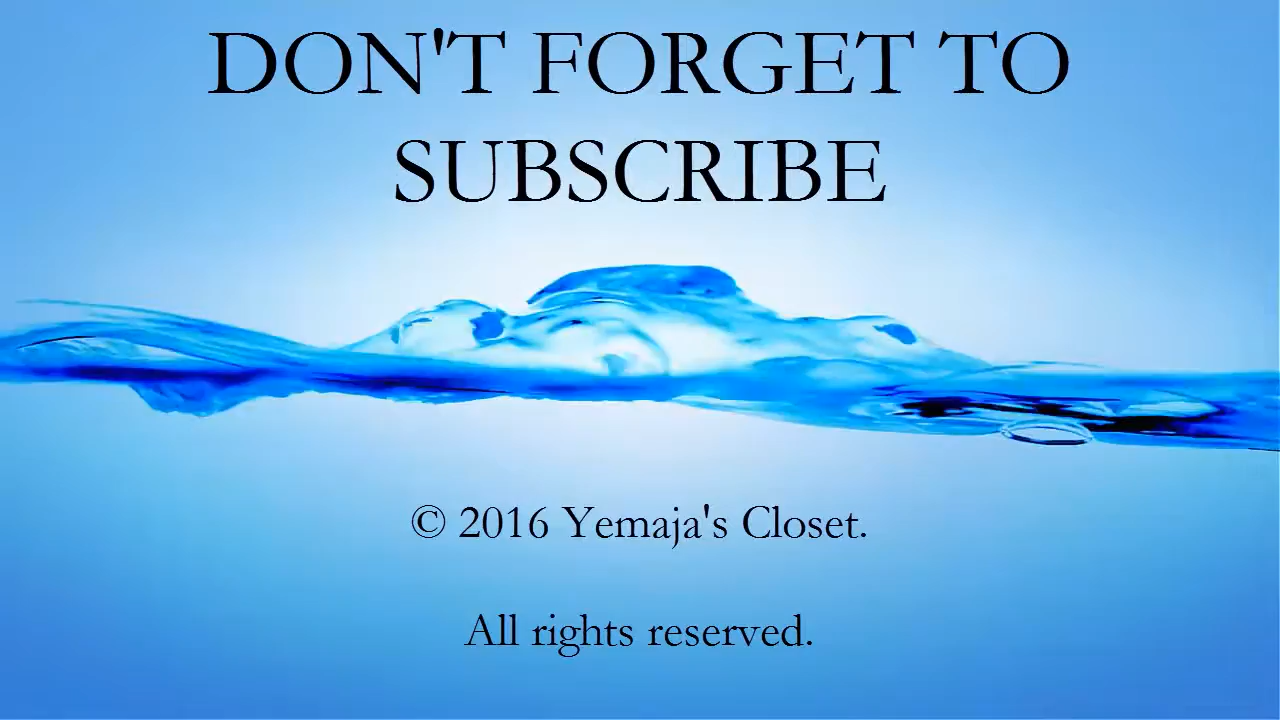 DON'T FORGET TO
SUBSCRIBE
© 2016 Yemaja's Closet.
All rights reserved.